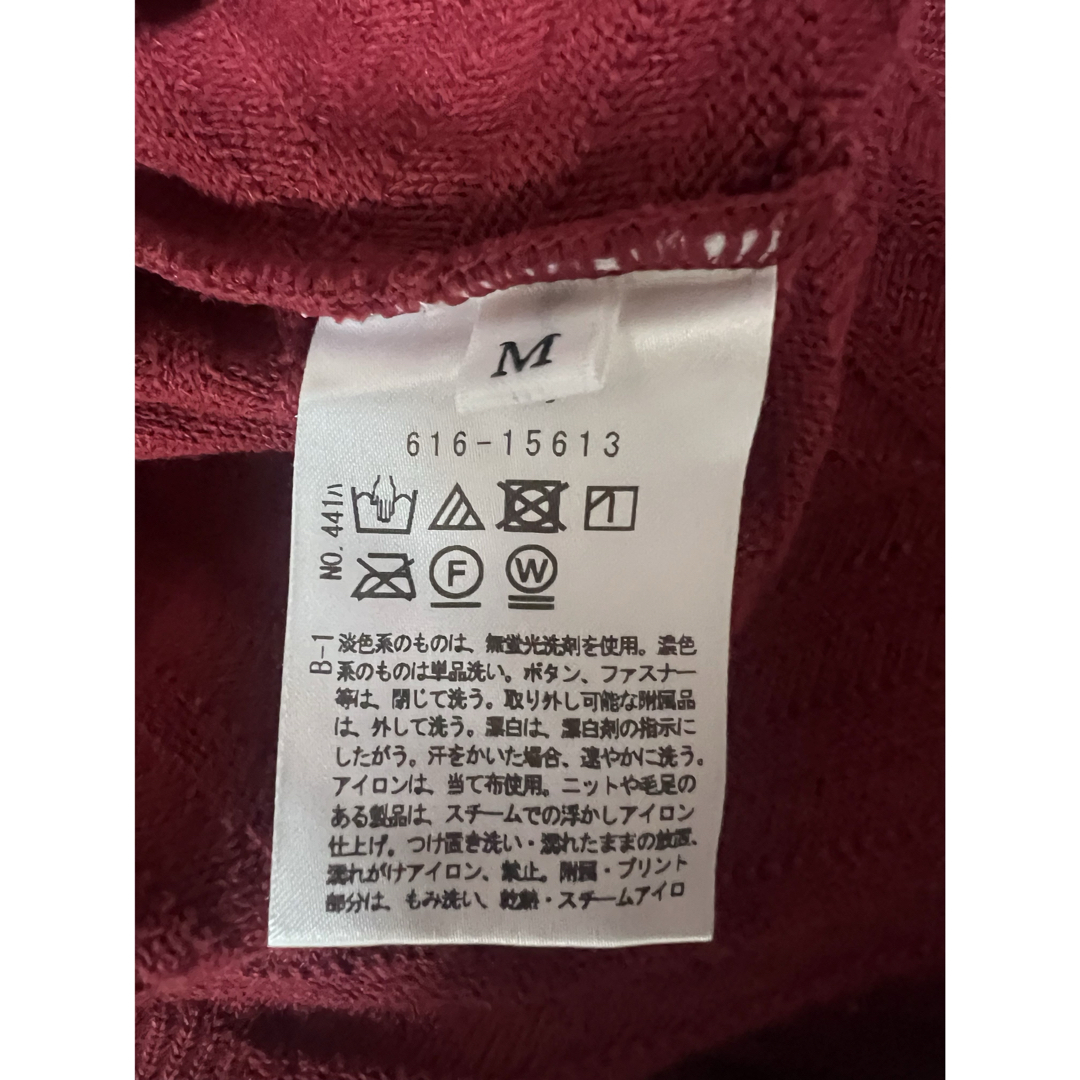 M
616-15613
NO.441ハ
F
W
B-1
淡色系のものは、無蛍光洗剤を使用。濃色
系のものは単品洗い。ボタン、ファスナー
等は、閉じて洗う。取り外し可能な附属品
は、外して洗う。漂白は、漂白剤の指示に
したがう。汗をかいた場合、速やかに洗う。
アイロンは、当て布使用。ニットや毛足の
ある製品は、スチームでの浮かしアイロン
仕上げ。つけ置き洗い・濡れたままの放置、
濡れがけアイロン、禁止。附属・プリント
部分は、もみ洗い、乾熱・スチームアイロ